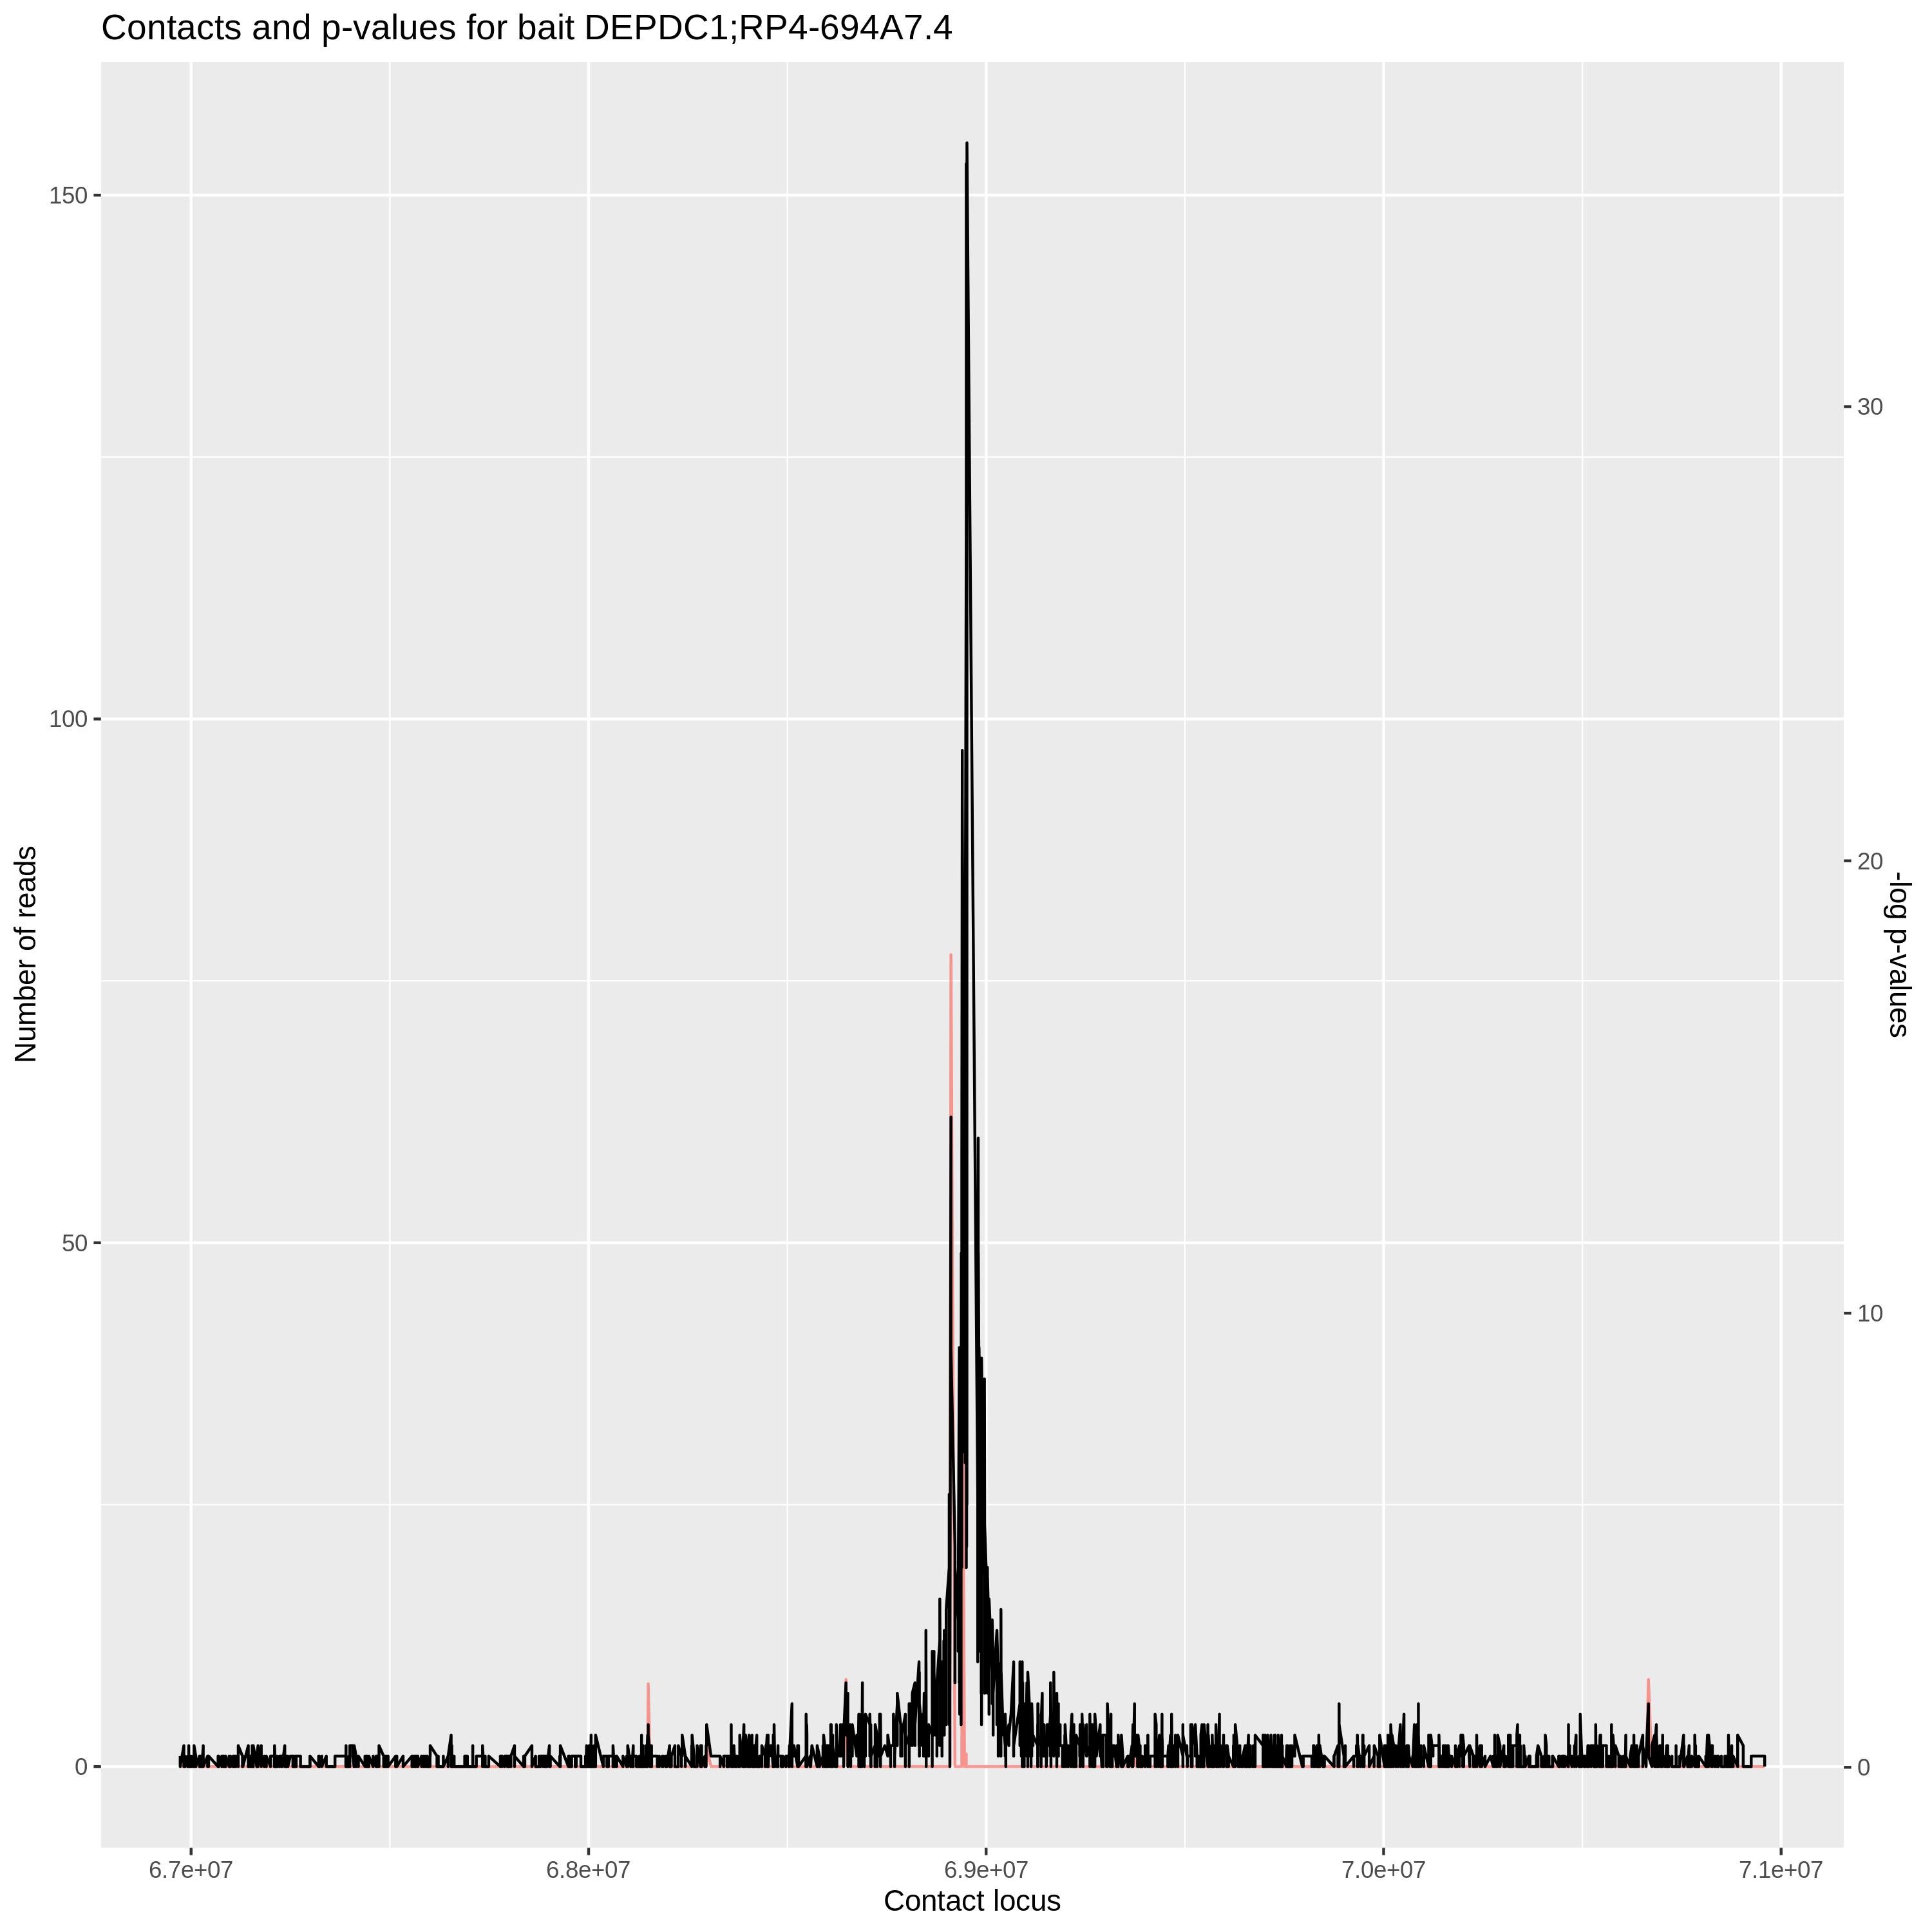 Contacts and p-values for bait DEPDC1;RP4-694A7.4
150
100
50
0
Number of reads
30
20
10
0
-log p-values
6.7e+07
6.8e+07
6.9e+07
7.0e+07
7.1e+07
Contact locus